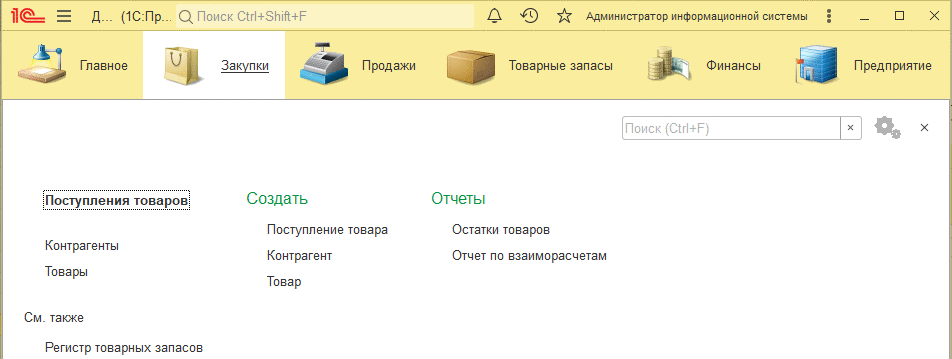 1С Д... (1С:Пр... Поиск Ctrl+Shift+F Администратор информационной системы
Главное Закупки Продажи Товарные запасы Финансы Предприятие
Поиск (Ctrl+F) ×
Поступления товаров
Контрагенты
Товары
См. также
Регистр товарных запасов
Создать
Поступление товара
Контрагент
Товар
Отчеты
Остатки товаров
Отчет по взаиморасчетам